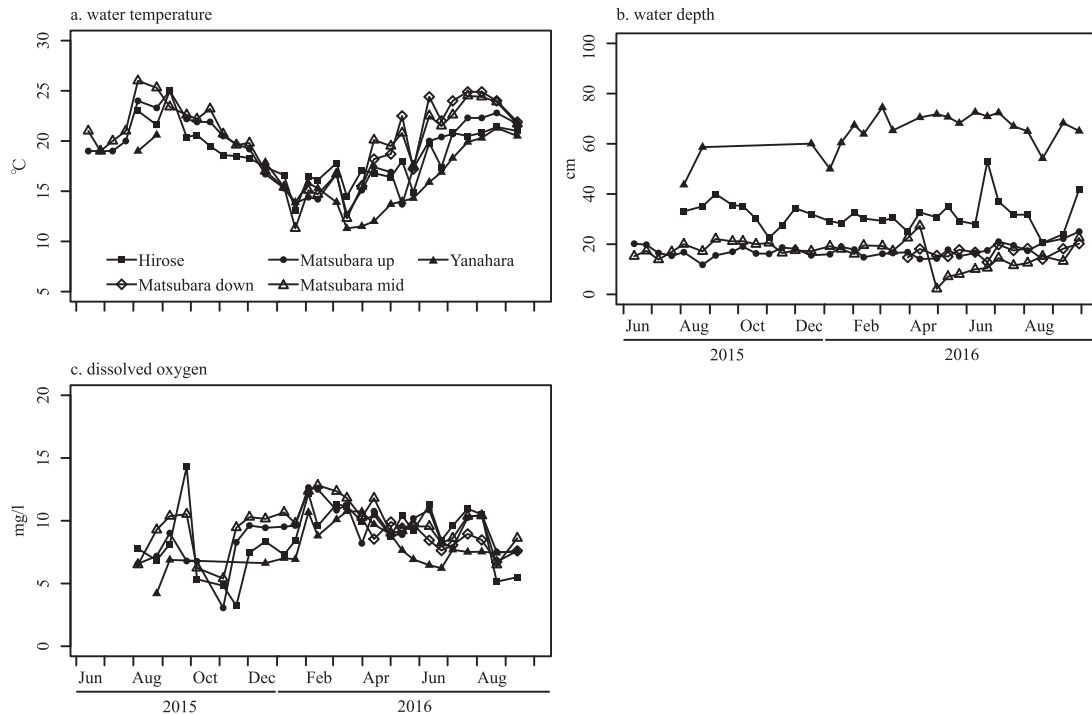 a. water temperature
30
25
20
15
10
5
°C
Hirose
Matsubara up
Yanahara
Matsubara down
Matsubara mid
b. water depth
100
80
60
40
20
0
cm
Jun Aug Oct Dec Feb Apr Jun Aug
2015 2016
c. dissolved oxygen
20
15
10
5
0
mg/l
Jun Aug Oct Dec Feb Apr Jun Aug
2015 2016